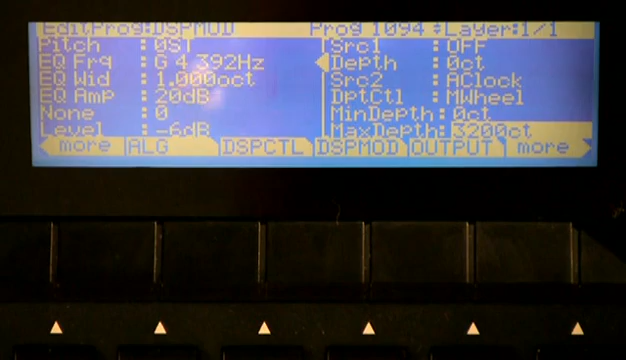 EditProg:DSPMOD Prog 1094 Layer:1/1
Pitch :0ST Src1 :OFF
EQ Frq :G 4 392Hz Depth :0ct
EQ Wid :1.000oct Src2 :AClock
EQ Amp :20dB DptCtl :MWheel
None :0 MinDepth:0ct
Level :-6dB MaxDepth:3200ct
more ALG DSPCTL DSPMOD OUTPUT more